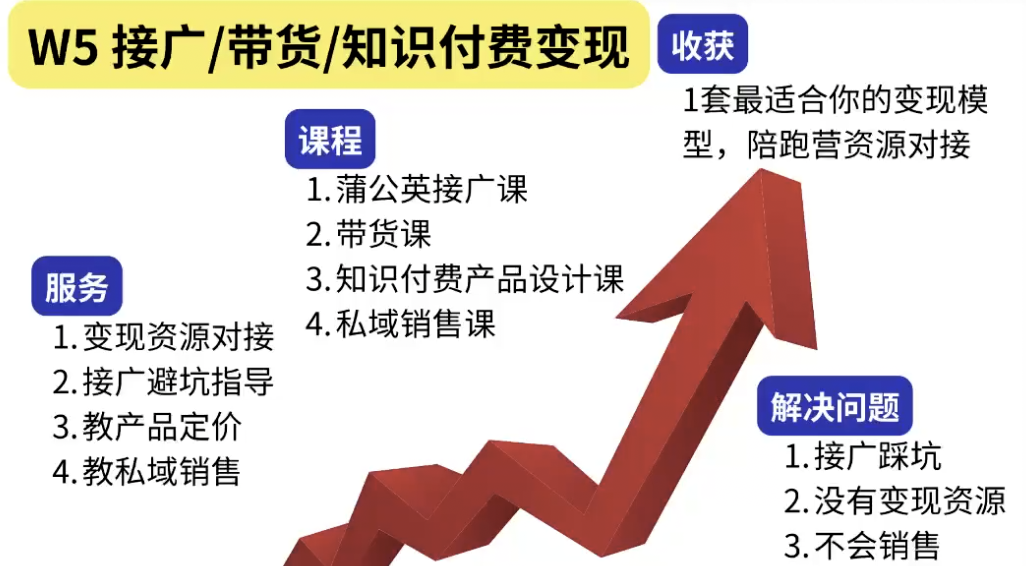 W5 接广/带货/知识付费变现
收获
1套最适合你的变现模
型，陪跑营资源对接
课程
1.蒲公英接广课
2.带货课
3.知识付费产品设计课
4.私域销售课
服务
1.变现资源对接
2.接广避坑指导
3.教产品定价
4.教私域销售
解决问题
1.接广踩坑
2.没有变现资源
3.不会销售